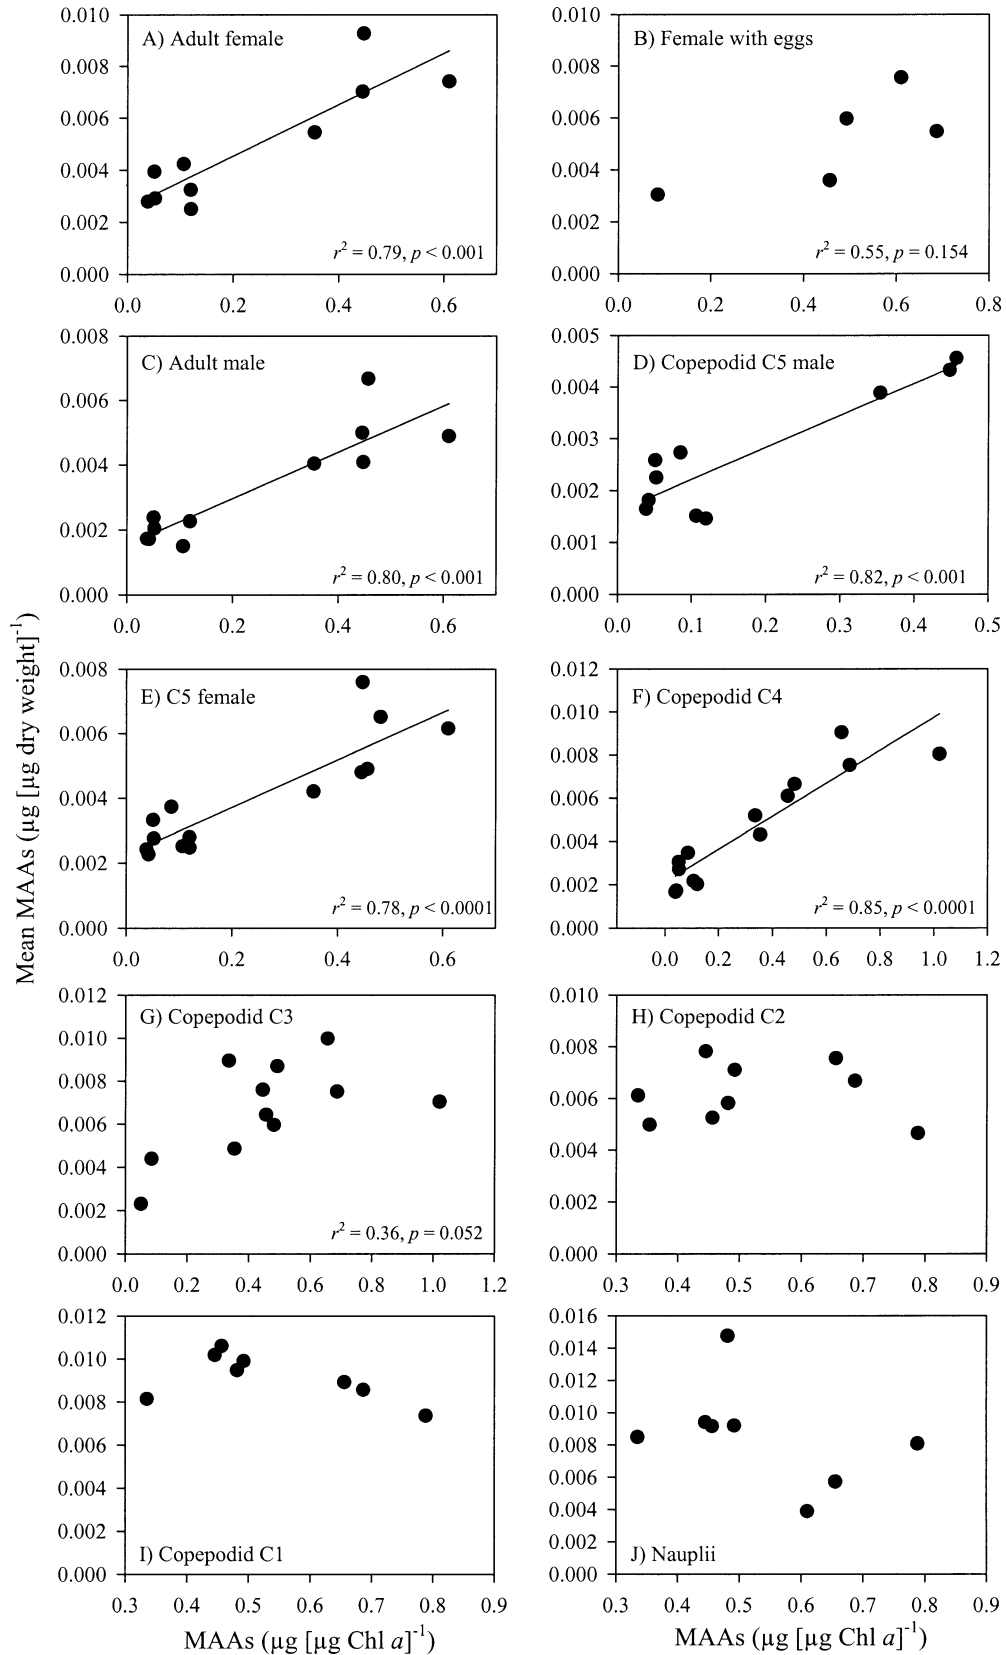 Mean MAAs (µg [µg dry weight]⁻¹)
A) Adult female
0.010
0.008
0.006
0.004
0.002
0.000
r² = 0.79, p < 0.001
0.0 0.2 0.4 0.6
B) Female with eggs
0.010
0.008
0.006
0.004
0.002
0.000
r² = 0.55, p = 0.154
0.0 0.2 0.4 0.6 0.8
C) Adult male
0.008
0.006
0.004
0.002
0.000
r² = 0.80, p < 0.001
0.0 0.2 0.4 0.6
D) Copepodid C5 male
0.005
0.004
0.003
0.002
0.001
0.000
r² = 0.82, p < 0.001
0.0 0.1 0.2 0.3 0.4 0.5
E) C5 female
0.008
0.006
0.004
0.002
0.000
r² = 0.78, p < 0.0001
0.0 0.2 0.4 0.6
F) Copepodid C4
0.012
0.010
0.008
0.006
0.004
0.002
0.000
r² = 0.85, p < 0.0001
0.0 0.2 0.4 0.6 0.8 1.0 1.2
G) Copepodid C3
0.012
0.010
0.008
0.006
0.004
0.002
0.000
r² = 0.36, p = 0.052
0.0 0.2 0.4 0.6 0.8 1.0 1.2
H) Copepodid C2
0.010
0.008
0.006
0.004
0.002
0.000
0.3 0.4 0.5 0.6 0.7 0.8 0.9
0.012
0.010
0.008
0.006
0.004
0.002
0.000
I) Copepodid C1
0.3 0.4 0.5 0.6 0.7 0.8 0.9
MAAs (µg [µg Chl a]⁻¹)
0.016
0.014
0.012
0.010
0.008
0.006
0.004
0.002
0.000
J) Nauplii
0.3 0.4 0.5 0.6 0.7 0.8 0.9
MAAs (µg [µg Chl a]⁻¹)